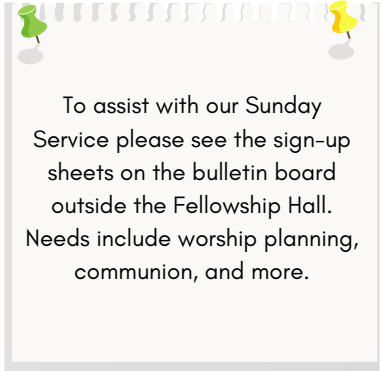 To assist with our Sunday
Service please see the sign-up
sheets on the bulletin board
outside the Fellowship Hall.
Needs include worship planning,
communion, and more.